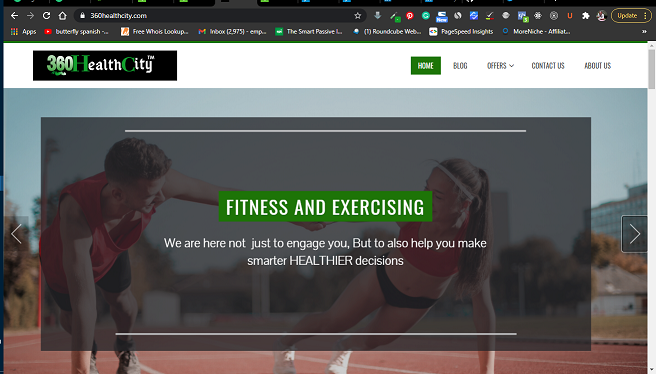 360healthcity.com
Update
Apps
butterfly spanish -...
Free Whois Lookup...
Inbox (2,975) - emp...
The Smart Passive I...
(1) Roundcube Web...
PageSpeed Insights
MoreNiche - Affiliat...
»
360HealthCity™
HOME
BLOG
OFFERS
CONTACT US
ABOUT US
FITNESS AND EXERCISING
We are here not just to engage you, But to also help you make
smarter HEALTHIER decisions